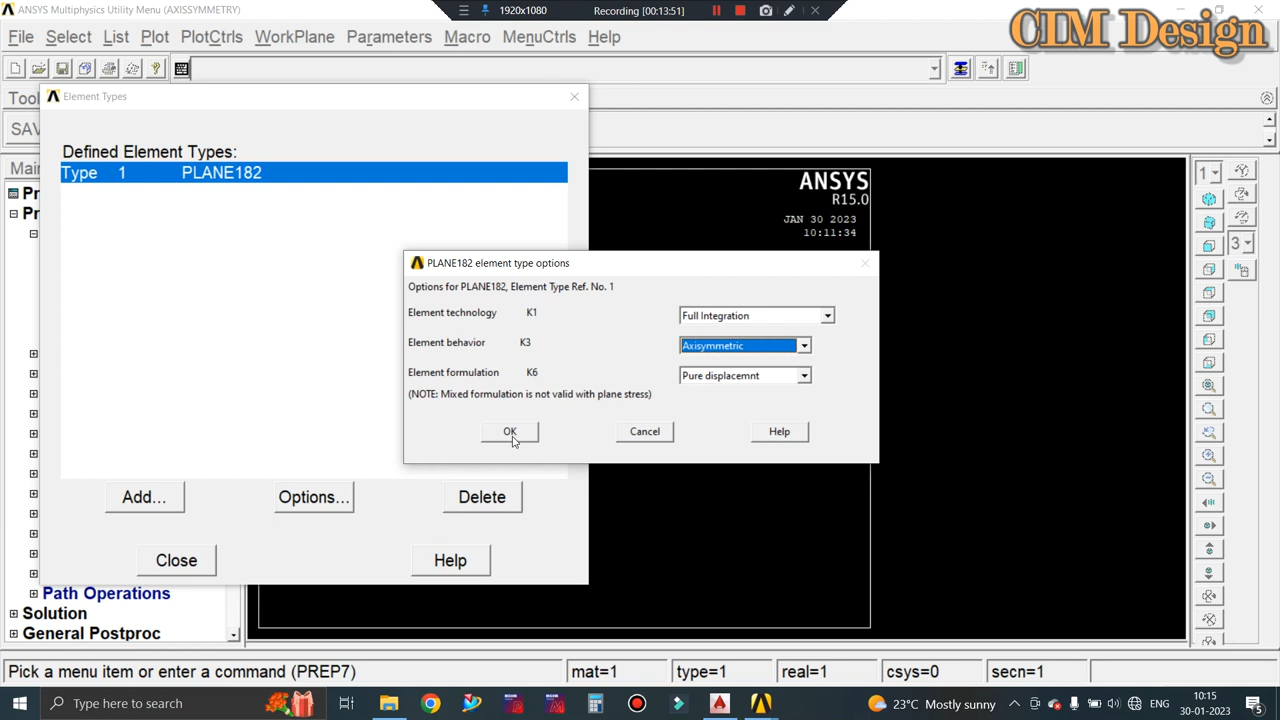 ANSYS Multiphysics Utility Menu (AXISSYMMETRY)
1920x1080
Recording [00:13:51]
CIM Design
File Select List Plot PlotCtrls WorkPlane Parameters Macro MenuCtrls Help
Tool
Element Types
SAV
Defined Element Types:
Mai
Type 1 PLANE182
Pr
Pr
ANSYS
R15.0
JAN 30 2023
10:11:34
1
3
PLANE182 element type options
Options for PLANE182, Element Type Ref. No. 1
Element technology K1 Full Integration
Element behavior K3 Axisymmetric
Element formulation K6 Pure displacemnt
(NOTE: Mixed formulation is not valid with plane stress)
OK Cancel Help
Add... Options... Delete
Close Help
Path Operations
Solution
General Postproc
Pick a menu item or enter a command (PREP7)
mat=1 type=1 real=1 csys=0 secn=1
Type here to search
23°C Mostly sunny
ENG
10:15
30-01-2023
5